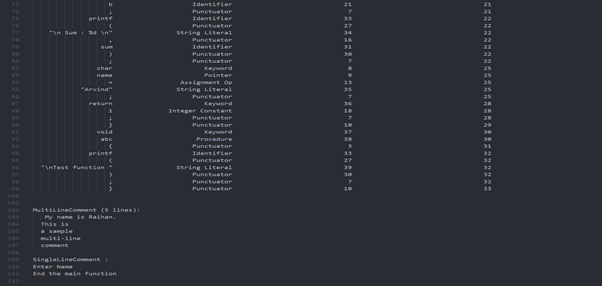 73 b Identifier 21 21
74 ; Punctuator 7 21
75 printf Identifier 33 22
76 ( Punctuator 27 22
77 "\n Sum : %d \n" String Literal 34 22
78 , Punctuator 16 22
79 sum Identifier 31 22
80 ) Punctuator 30 22
81 ; Punctuator 7 22
82 char Keyword 8 25
83 name Pointer 9 25
84 = Assignment Op 13 25
85 "Arvind" String Literal 35 25
86 ; Punctuator 7 25
87 return Keyword 36 28
88 1 Integer Constant 18 28
89 ; Punctuator 7 28
90 } Punctuator 10 29
91 void Keyword 37 30
92 abc Procedure 38 30
93 { Punctuator 3 31
94 printf Identifier 33 32
95 ( Punctuator 27 32
96 "\nTest function " String Literal 39 32
97 ) Punctuator 30 32
98 ; Punctuator 7 32
99 } Punctuator 10 33
100
101
102 MultiLineComment (5 lines):
103 My name is Raihan.
104 This is
105 a sample
106 multi-line
107 comment
108
109 SingleLineComment :
110 Enter Name
111 End the main function
112